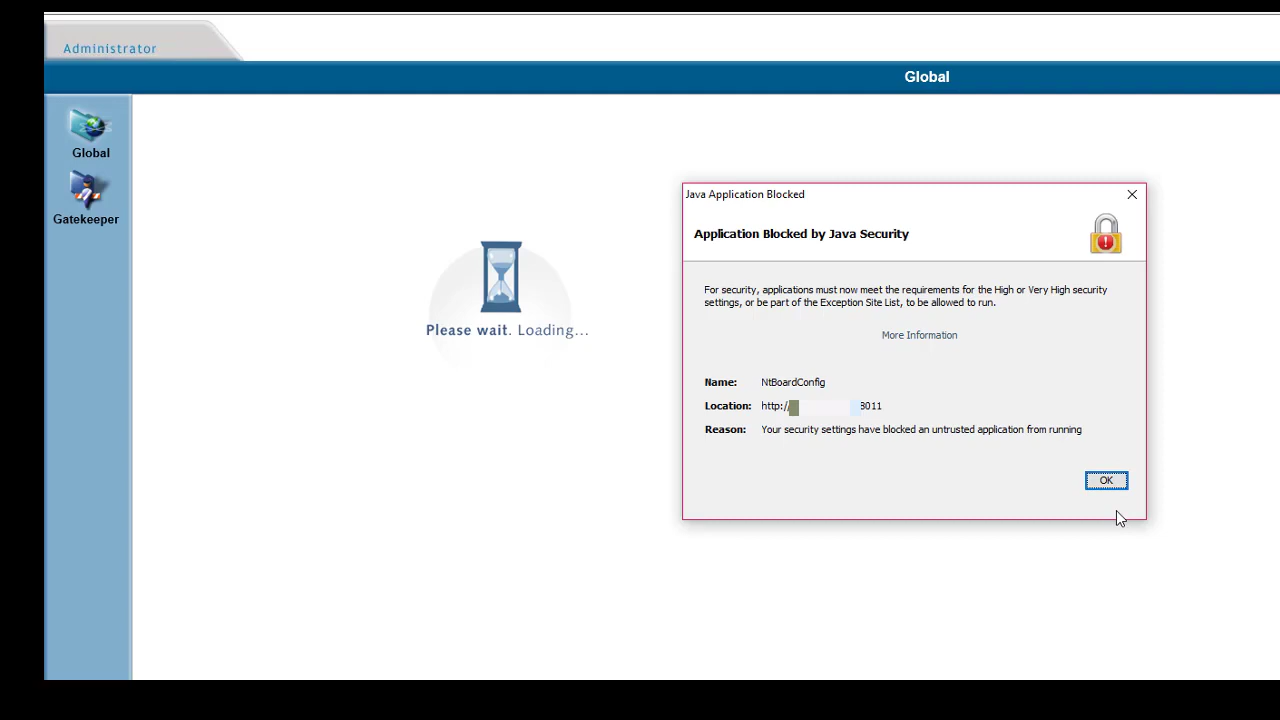 Administrator
Global
Global
Gatekeeper
Please wait. Loading...
Java Application Blocked
Application Blocked by Java Security
For security, applications must now meet the requirements for the High or Very High security
settings, or be part of the Exception Site List, to be allowed to run.
More Information
Name: NtBoardConfig
Location: http:// 8011
Reason: Your security settings have blocked an untrusted application from running
OK